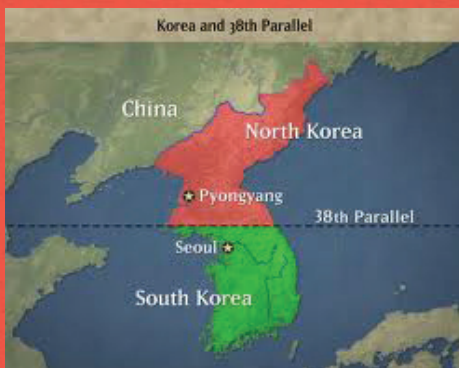 Korea and 38th Parallel
China
North Korea
Pyongyang
38th Parallel
Seoul
South Korea